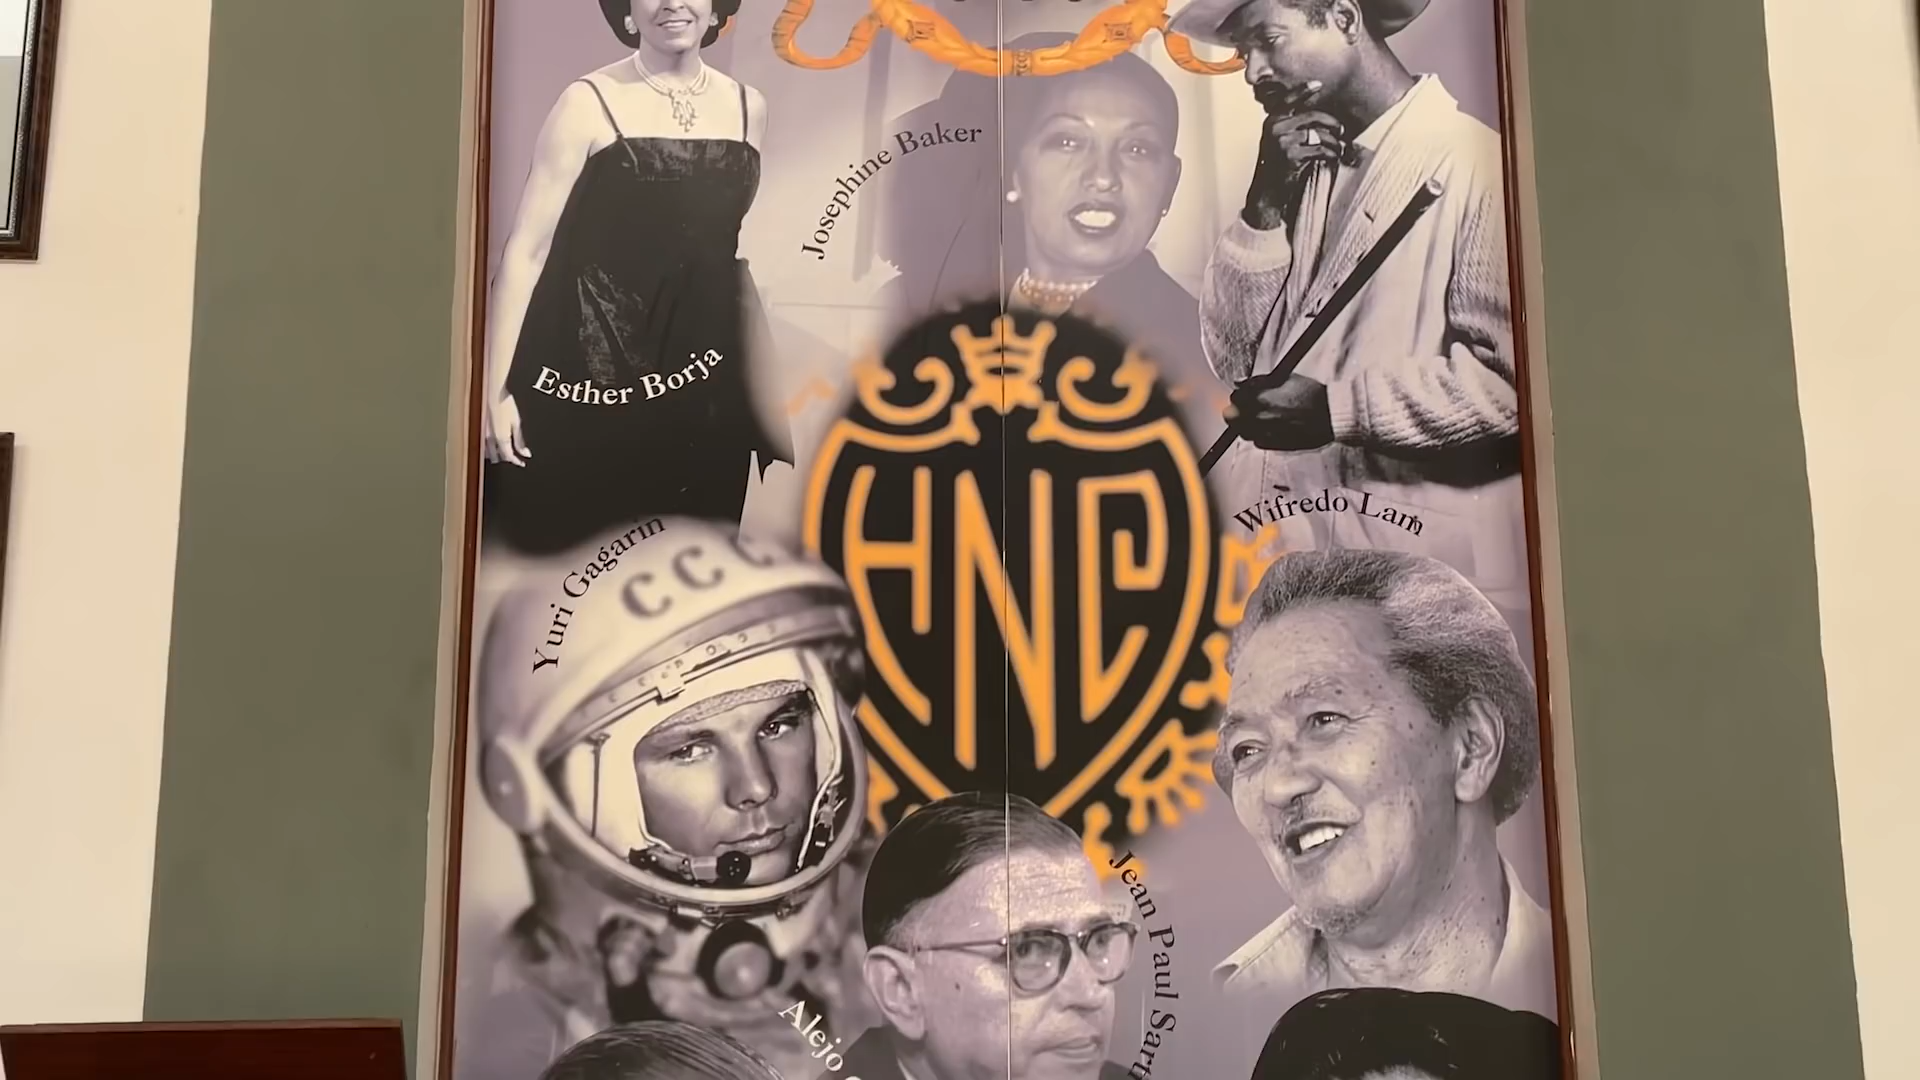 Josephine Baker
Esther Borja
Wifredo Lam
Yuri Gagarin
CCC
HNC
Jean Paul Sart
Alejo